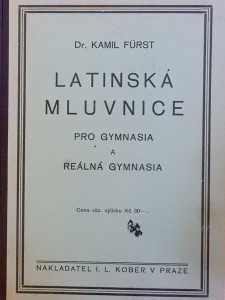 Dr. KAMIL FÜRST
LATINSKÁ
MLUVNICE
PRO GYMNASIA
A
REÁLNÁ GYMNASIA
Cena váz. výtisku Kč 30—.
NAKLADATEL I. L. KOBER V PRAZE